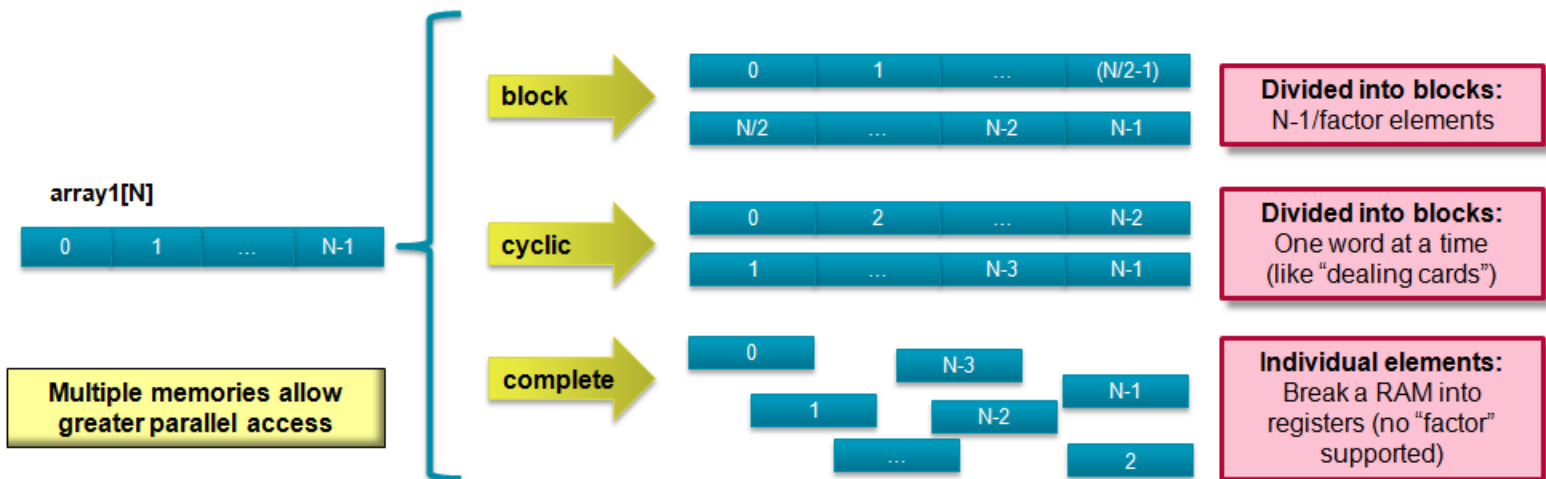 array1[N]
0 1 ... N-1
Multiple memories allow
greater parallel access
block
0 1 ... (N/2-1)
N/2 ... N-2 N-1
Divided into blocks:
N-1/factor elements
cyclic
0 2 ... N-2
1 ... N-3 N-1
Divided into blocks:
One word at a time
(like “dealing cards”)
complete
0
N-3
N-1
1
N-2
...
2
Individual elements:
Break a RAM into
registers (no “factor”
supported)